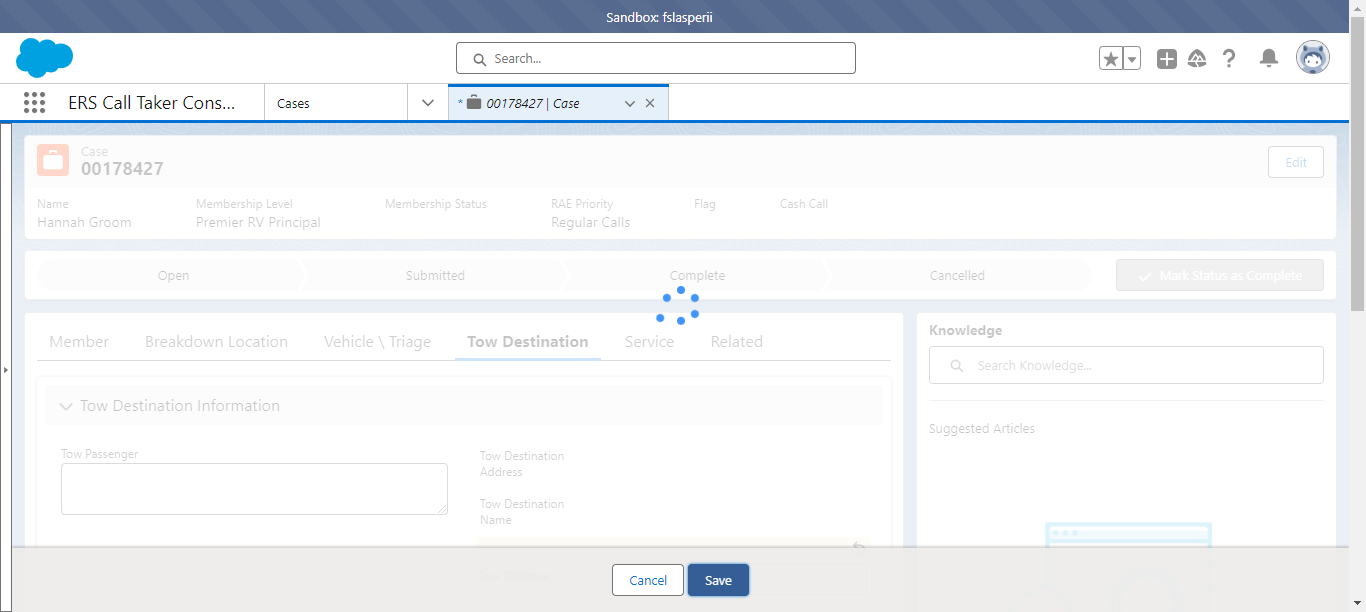 Sandbox: fslasperii
Search...
ERS Call Taker Cons...
Cases
* 00178427 | Case
Case
00178427
Edit
Name
Membership Level
Membership Status
RAE Priority
Flag
Cash Call
Hannah Groom
Premier RV Principal
Regular Calls
Open
Submitted
Complete
Cancelled
Mark Status as Complete
Member
Breakdown Location
Vehicle \ Triage
Tow Destination
Service
Related
Tow Destination Information
Tow Passenger
Tow Destination
Address
Tow Destination
Name
Knowledge
Search Knowledge...
Suggested Articles
Cancel
Save